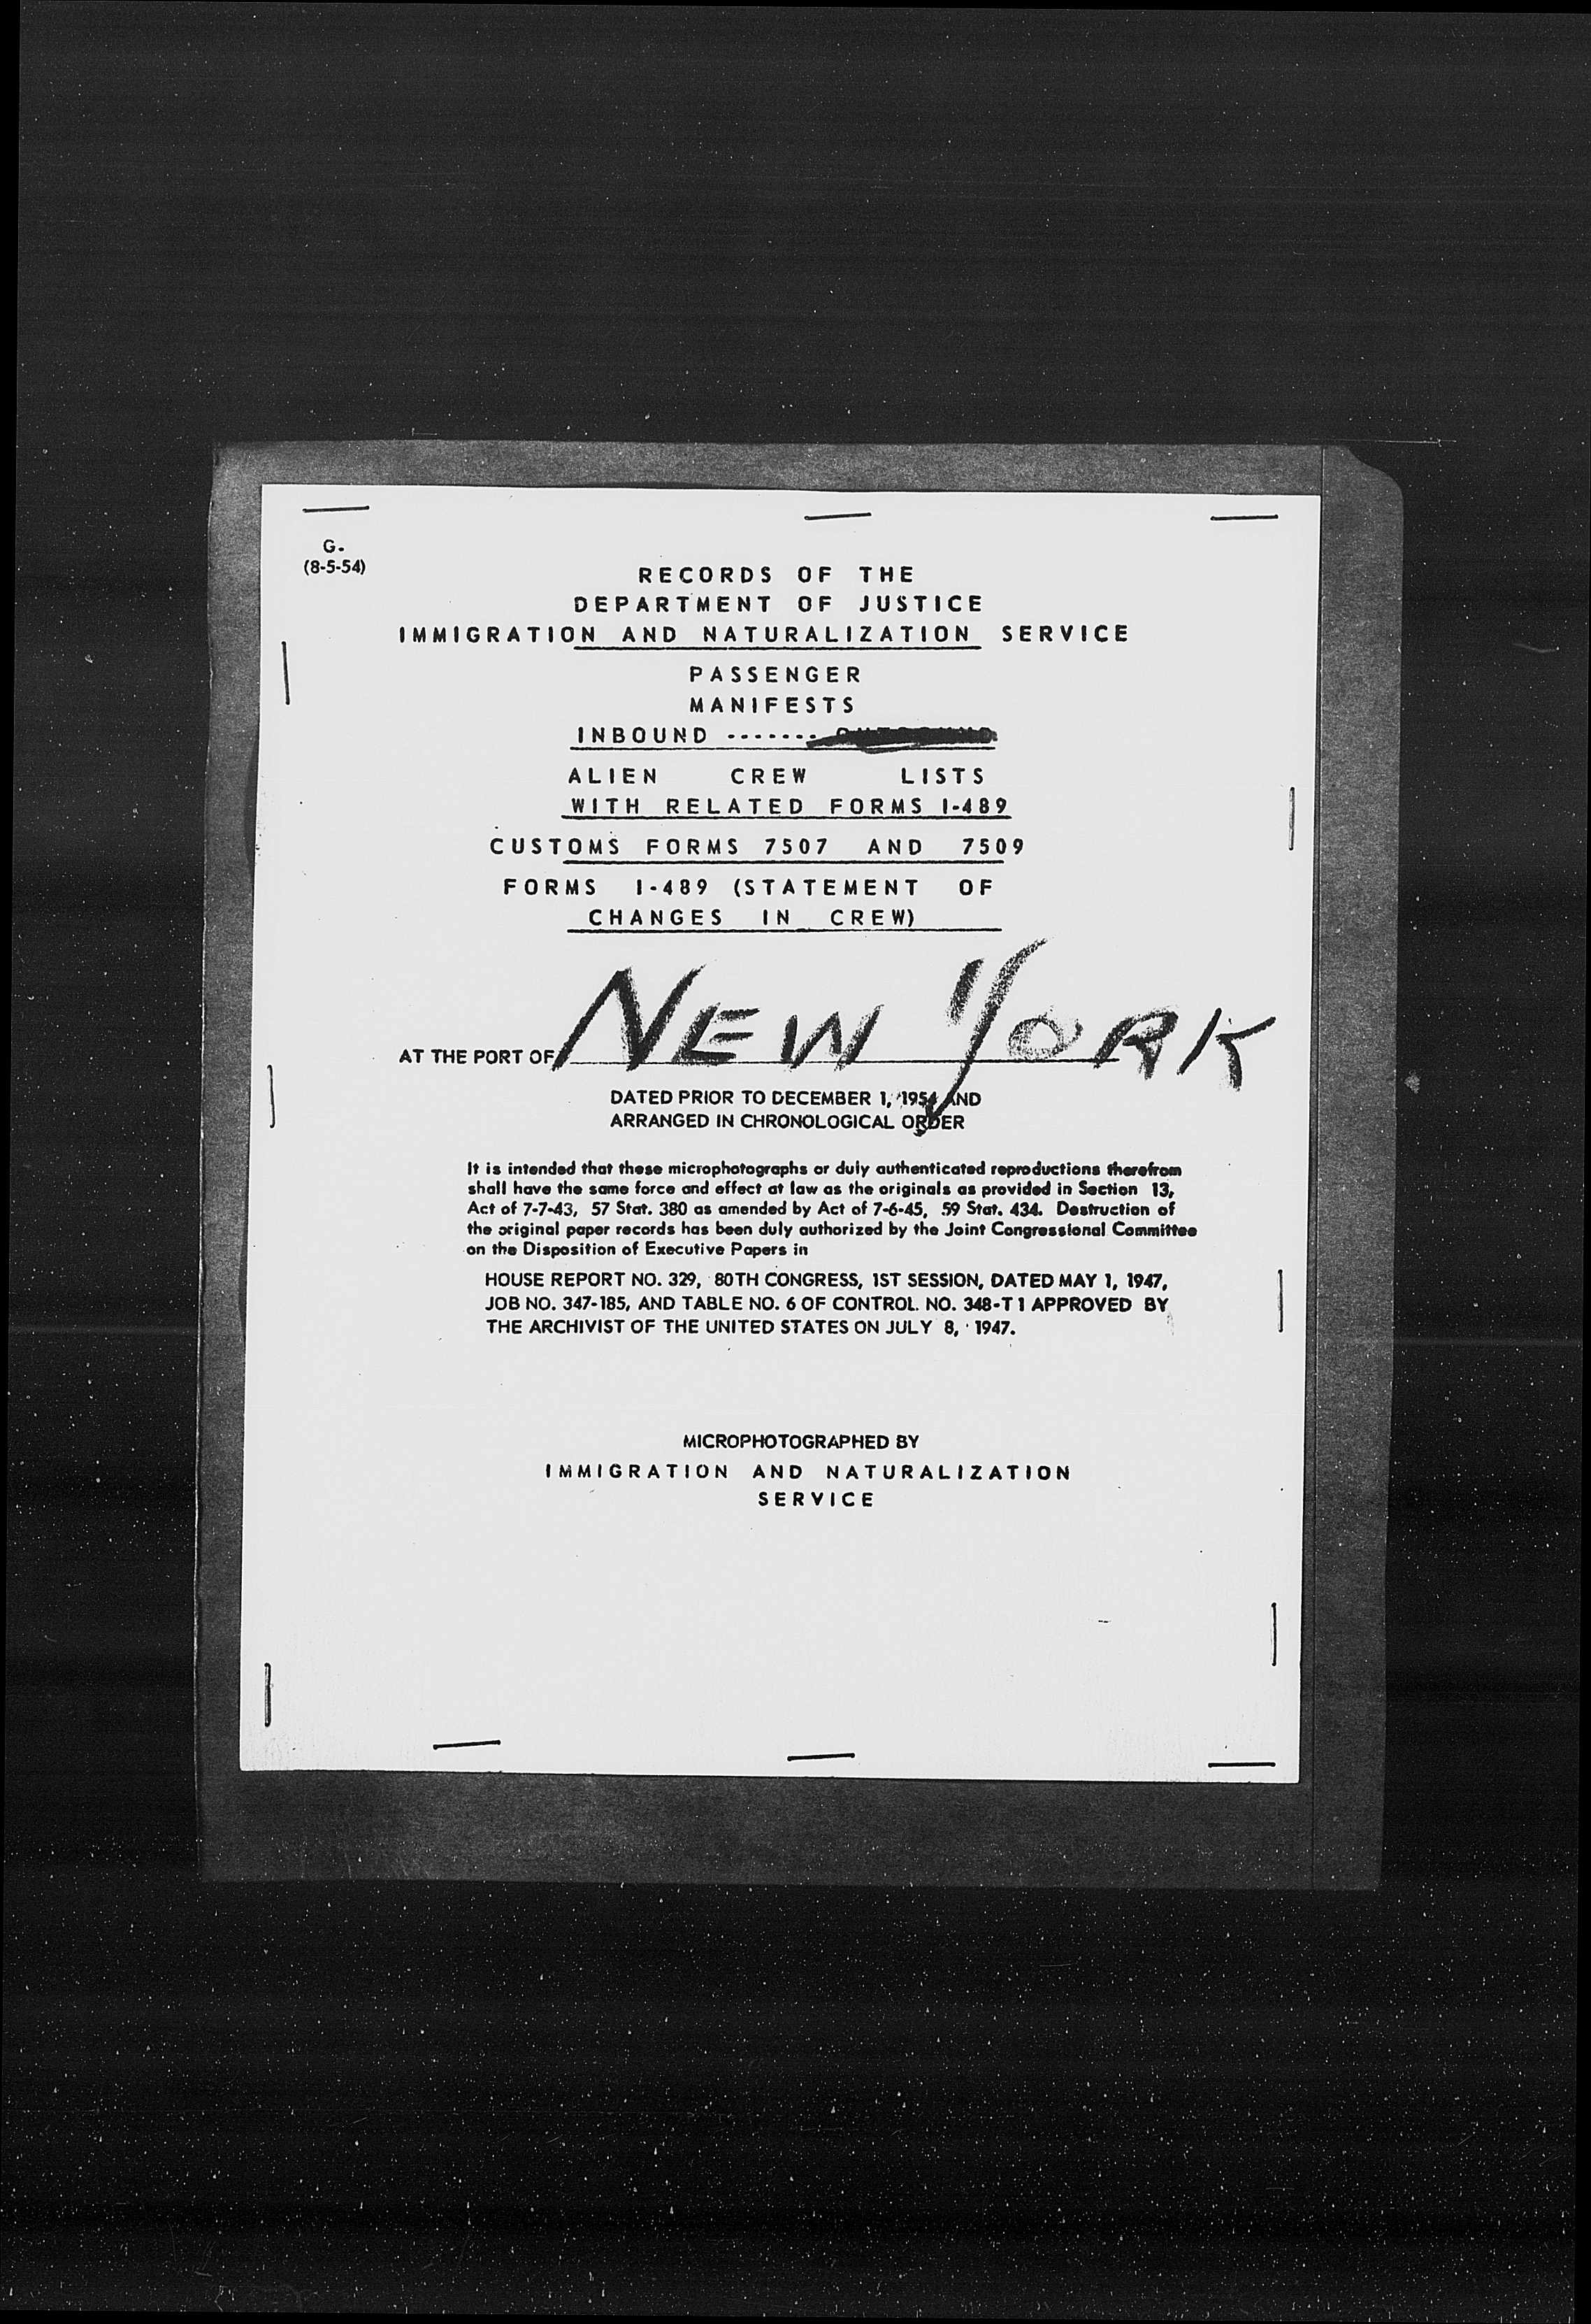 G.
(8-5-54)
RECORDS OF THE
DEPARTMENT OF JUSTICE
IMMIGRATION AND NATURALIZATION SERVICE
PASSENGER
MANIFESTS
INBOUND -------
ALIEN CREW LISTS
WITH RELATED FORMS I-489
CUSTOMS FORMS 7507 AND 7509
FORMS I-489 (STATEMENT OF
CHANGES IN CREW)
AT THE PORT OF NEW YORK
DATED PRIOR TO DECEMBER 1, 1954 AND
ARRANGED IN CHRONOLOGICAL ORDER
It is intended that these microphotographs or duly authenticated reproductions therefrom
shall have the same force and effect at law as the originals as provided in Section 13,
Act of 7-7-43, 57 Stat. 380 as amended by Act of 7-6-45, 59 Stat. 434. Destruction of
the original paper records has been duly authorized by the Joint Congressional Committee
on the Disposition of Executive Papers in
HOUSE REPORT NO. 329, 80TH CONGRESS, 1ST SESSION, DATED MAY 1, 1947,
JOB NO. 347-185, AND TABLE NO. 6 OF CONTROL. NO. 348-T1 APPROVED BY
THE ARCHIVIST OF THE UNITED STATES ON JULY 8, 1947.
MICROPHOTOGRAPHED BY
IMMIGRATION AND NATURALIZATION
SERVICE